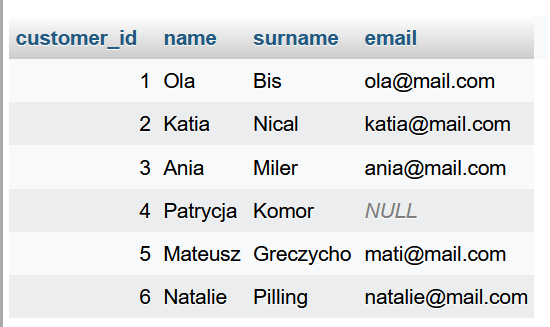 customer_id name surname email
1 Ola Bis ola@mail.com
2 Katia Nical katia@mail.com
3 Ania Miler ania@mail.com
4 Patrycja Komor NULL
5 Mateusz Greczycho mati@mail.com
6 Natalie Pilling natalie@mail.com